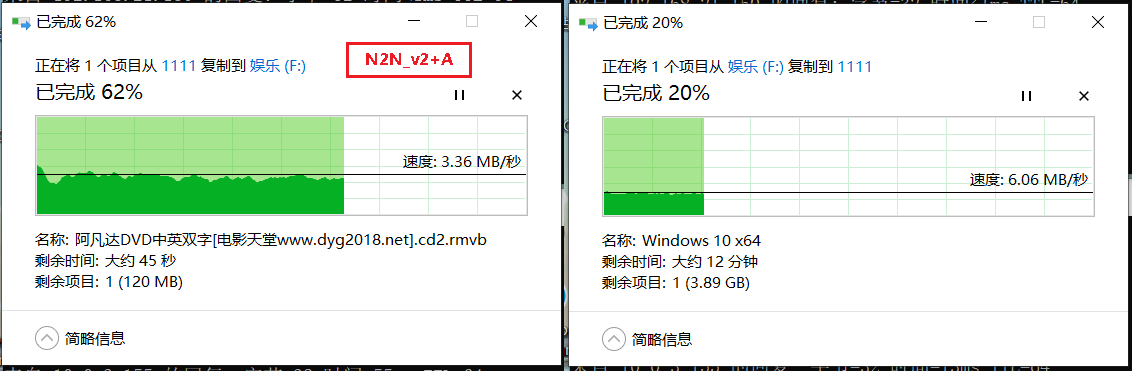 已完成 62%
N2N_v2+A
正在将 1 个项目从 1111 复制到 娱乐 (F:)
已完成 62%
速度: 3.36 MB/秒
名称: 阿凡达DVD中英双字[电影天堂www.dyg2018.net].cd2.rmvb
剩余时间: 大约 45 秒
剩余项目: 1 (120 MB)
简略信息
已完成 20%
正在将 1 个项目从 娱乐 (F:) 复制到 1111
已完成 20%
速度: 6.06 MB/秒
名称: Windows 10 x64
剩余时间: 大约 12 分钟
剩余项目: 1 (3.89 GB)
简略信息